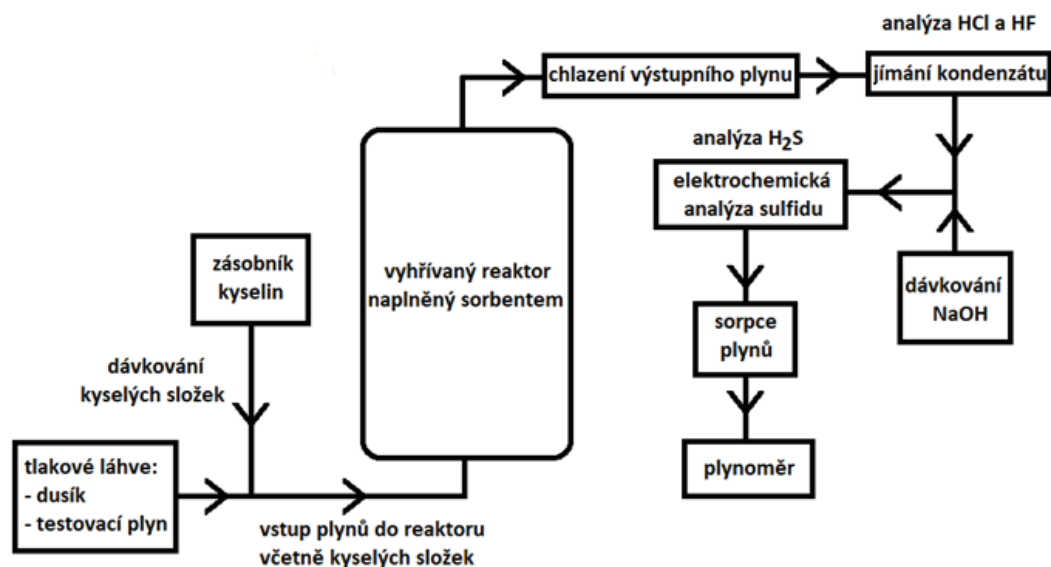 analýza HCl a HF
chlazení výstupního plynu
jímání kondenzátu
analýza H₂S
elektrochemická
analýza sulfidu
zásobník
kyselin
vyhřívaný reaktor
naplněný sorbentem
dávkování
NaOH
sorpce
plynů
dávkování
kyselých složek
tlakové láhve:
- dusík
- testovací plyn
plynoměr
vstup plynů do reaktoru
včetně kyselých složek